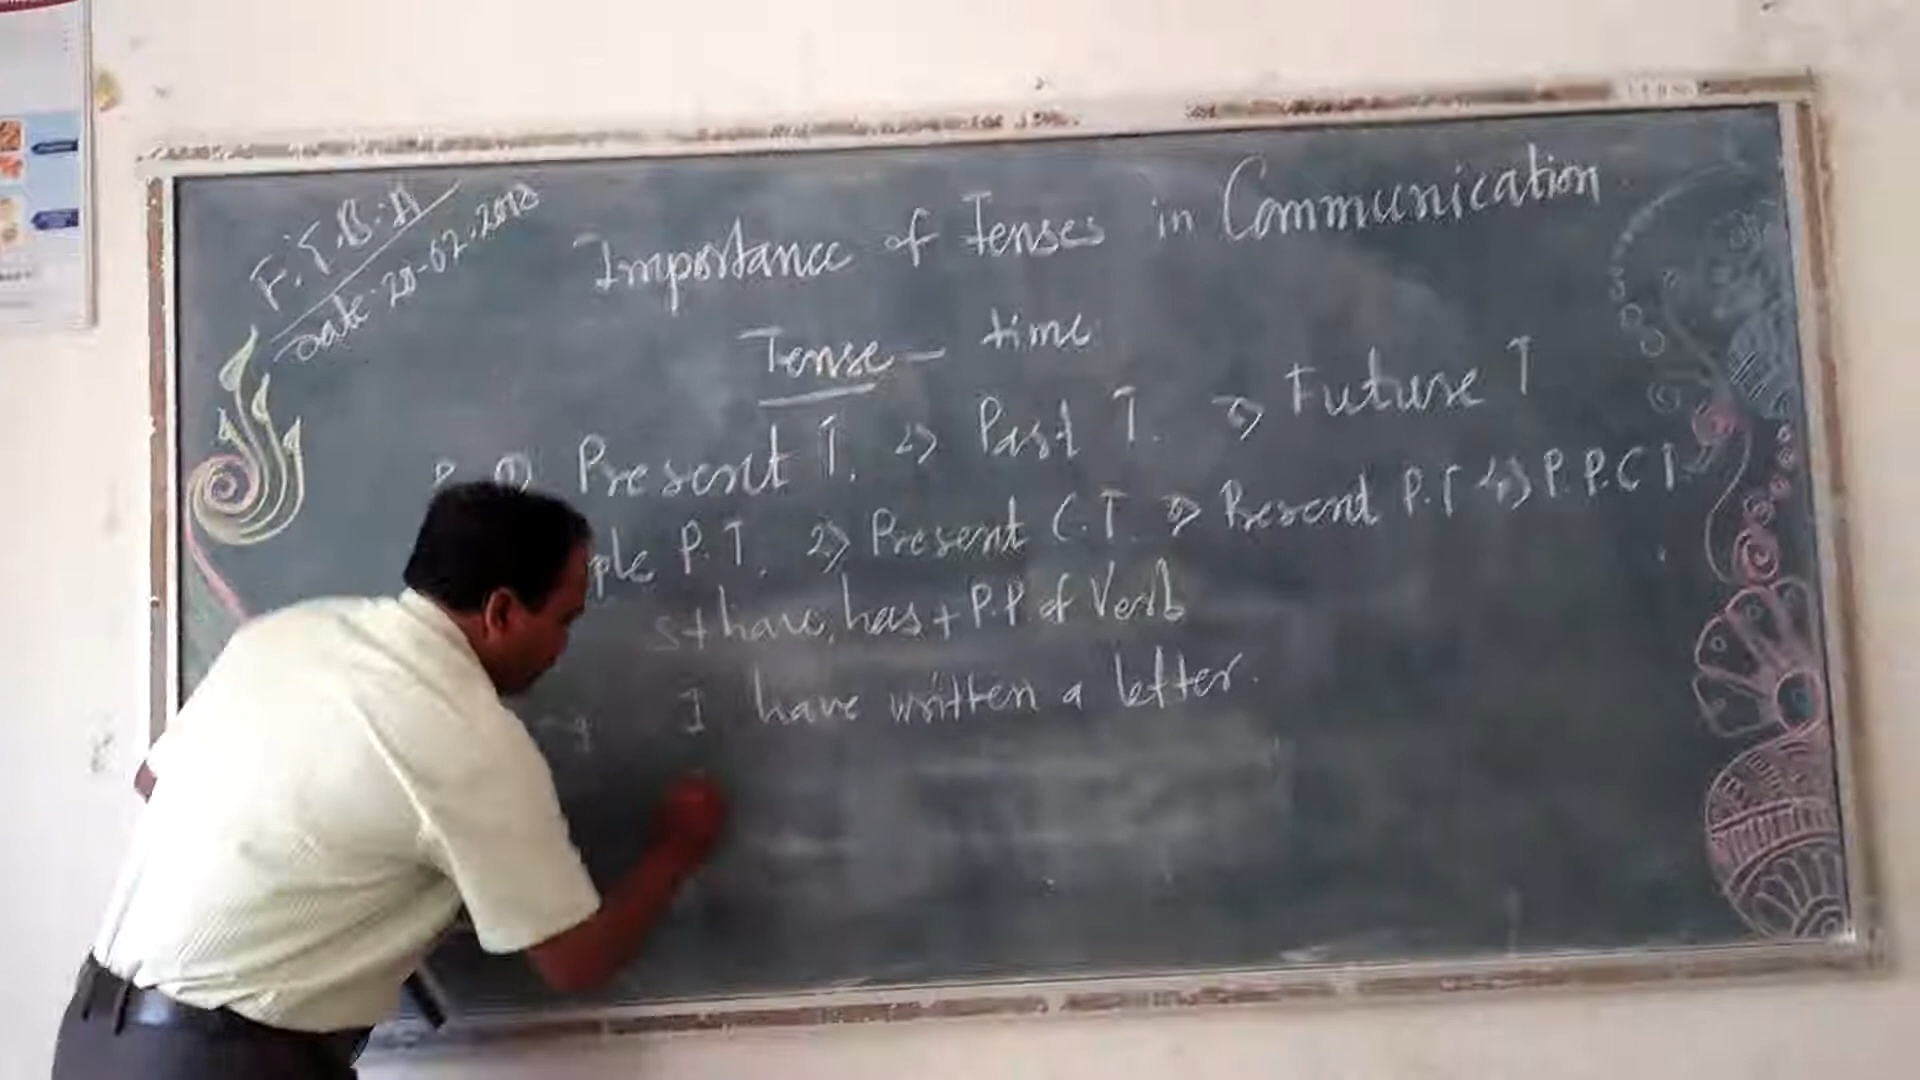 F.Y.B.A
Date. 20-02.2018
Importance of Tenses in Communication
Tense — time
1) Present T. 2) Past T. 3) Future T
ple P.T. 2) Present C.T. 3) Present P.T 4) P.P.C T.
S+have, has + P.P. of Verb
I have written a letter.